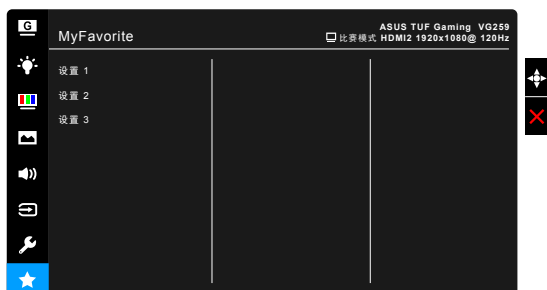 G
MyFavorite
ASUS TUF Gaming VG259
比赛模式 HDMI2 1920x1080@ 120Hz
设置 1
设置 2
设置 3